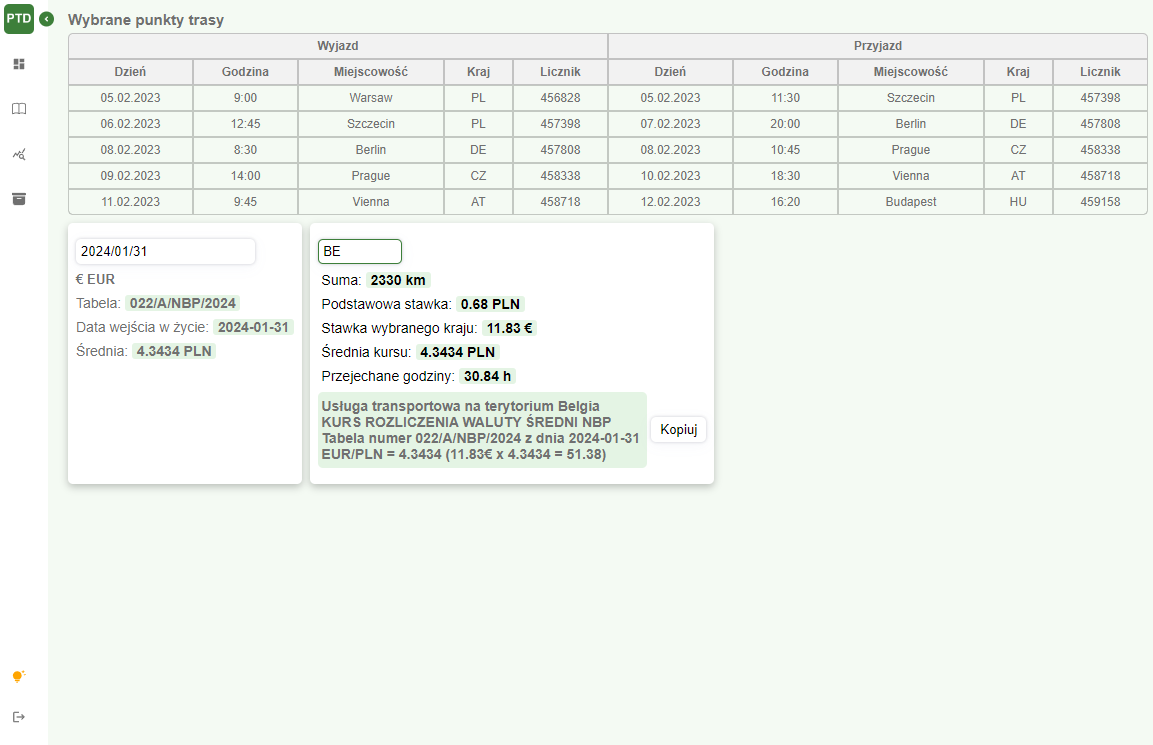 PTD
Wybrane punkty trasy
Wyjazd Przyjazd
Dzień Godzina Miejscowość Kraj Licznik Dzień Godzina Miejscowość Kraj Licznik
05.02.2023 9:00 Warsaw PL 456828 05.02.2023 11:30 Szczecin PL 457398
06.02.2023 12:45 Szczecin PL 457398 07.02.2023 20:00 Berlin DE 457808
08.02.2023 8:30 Berlin DE 457808 08.02.2023 10:45 Prague CZ 458338
09.02.2023 14:00 Prague CZ 458338 10.02.2023 18:30 Vienna AT 458718
11.02.2023 9:45 Vienna AT 458718 12.02.2023 16:20 Budapest HU 459158
2024/01/31
€ EUR
Tabela: 022/A/NBP/2024
Data wejścia w życie: 2024-01-31
Średnia: 4.3434 PLN
BE
Suma: 2330 km
Podstawowa stawka: 0.68 PLN
Stawka wybranego kraju: 11.83 €
Średnia kursu: 4.3434 PLN
Przejechane godziny: 30.84 h
Usługa transportowa na terytorium Belgia
KURS ROZLICZENIA WALUTY ŚREDNI NBP
Tabela numer 022/A/NBP/2024 z dnia 2024-01-31
EUR/PLN = 4.3434 (11.83€ x 4.3434 = 51.38)
Kopiuj